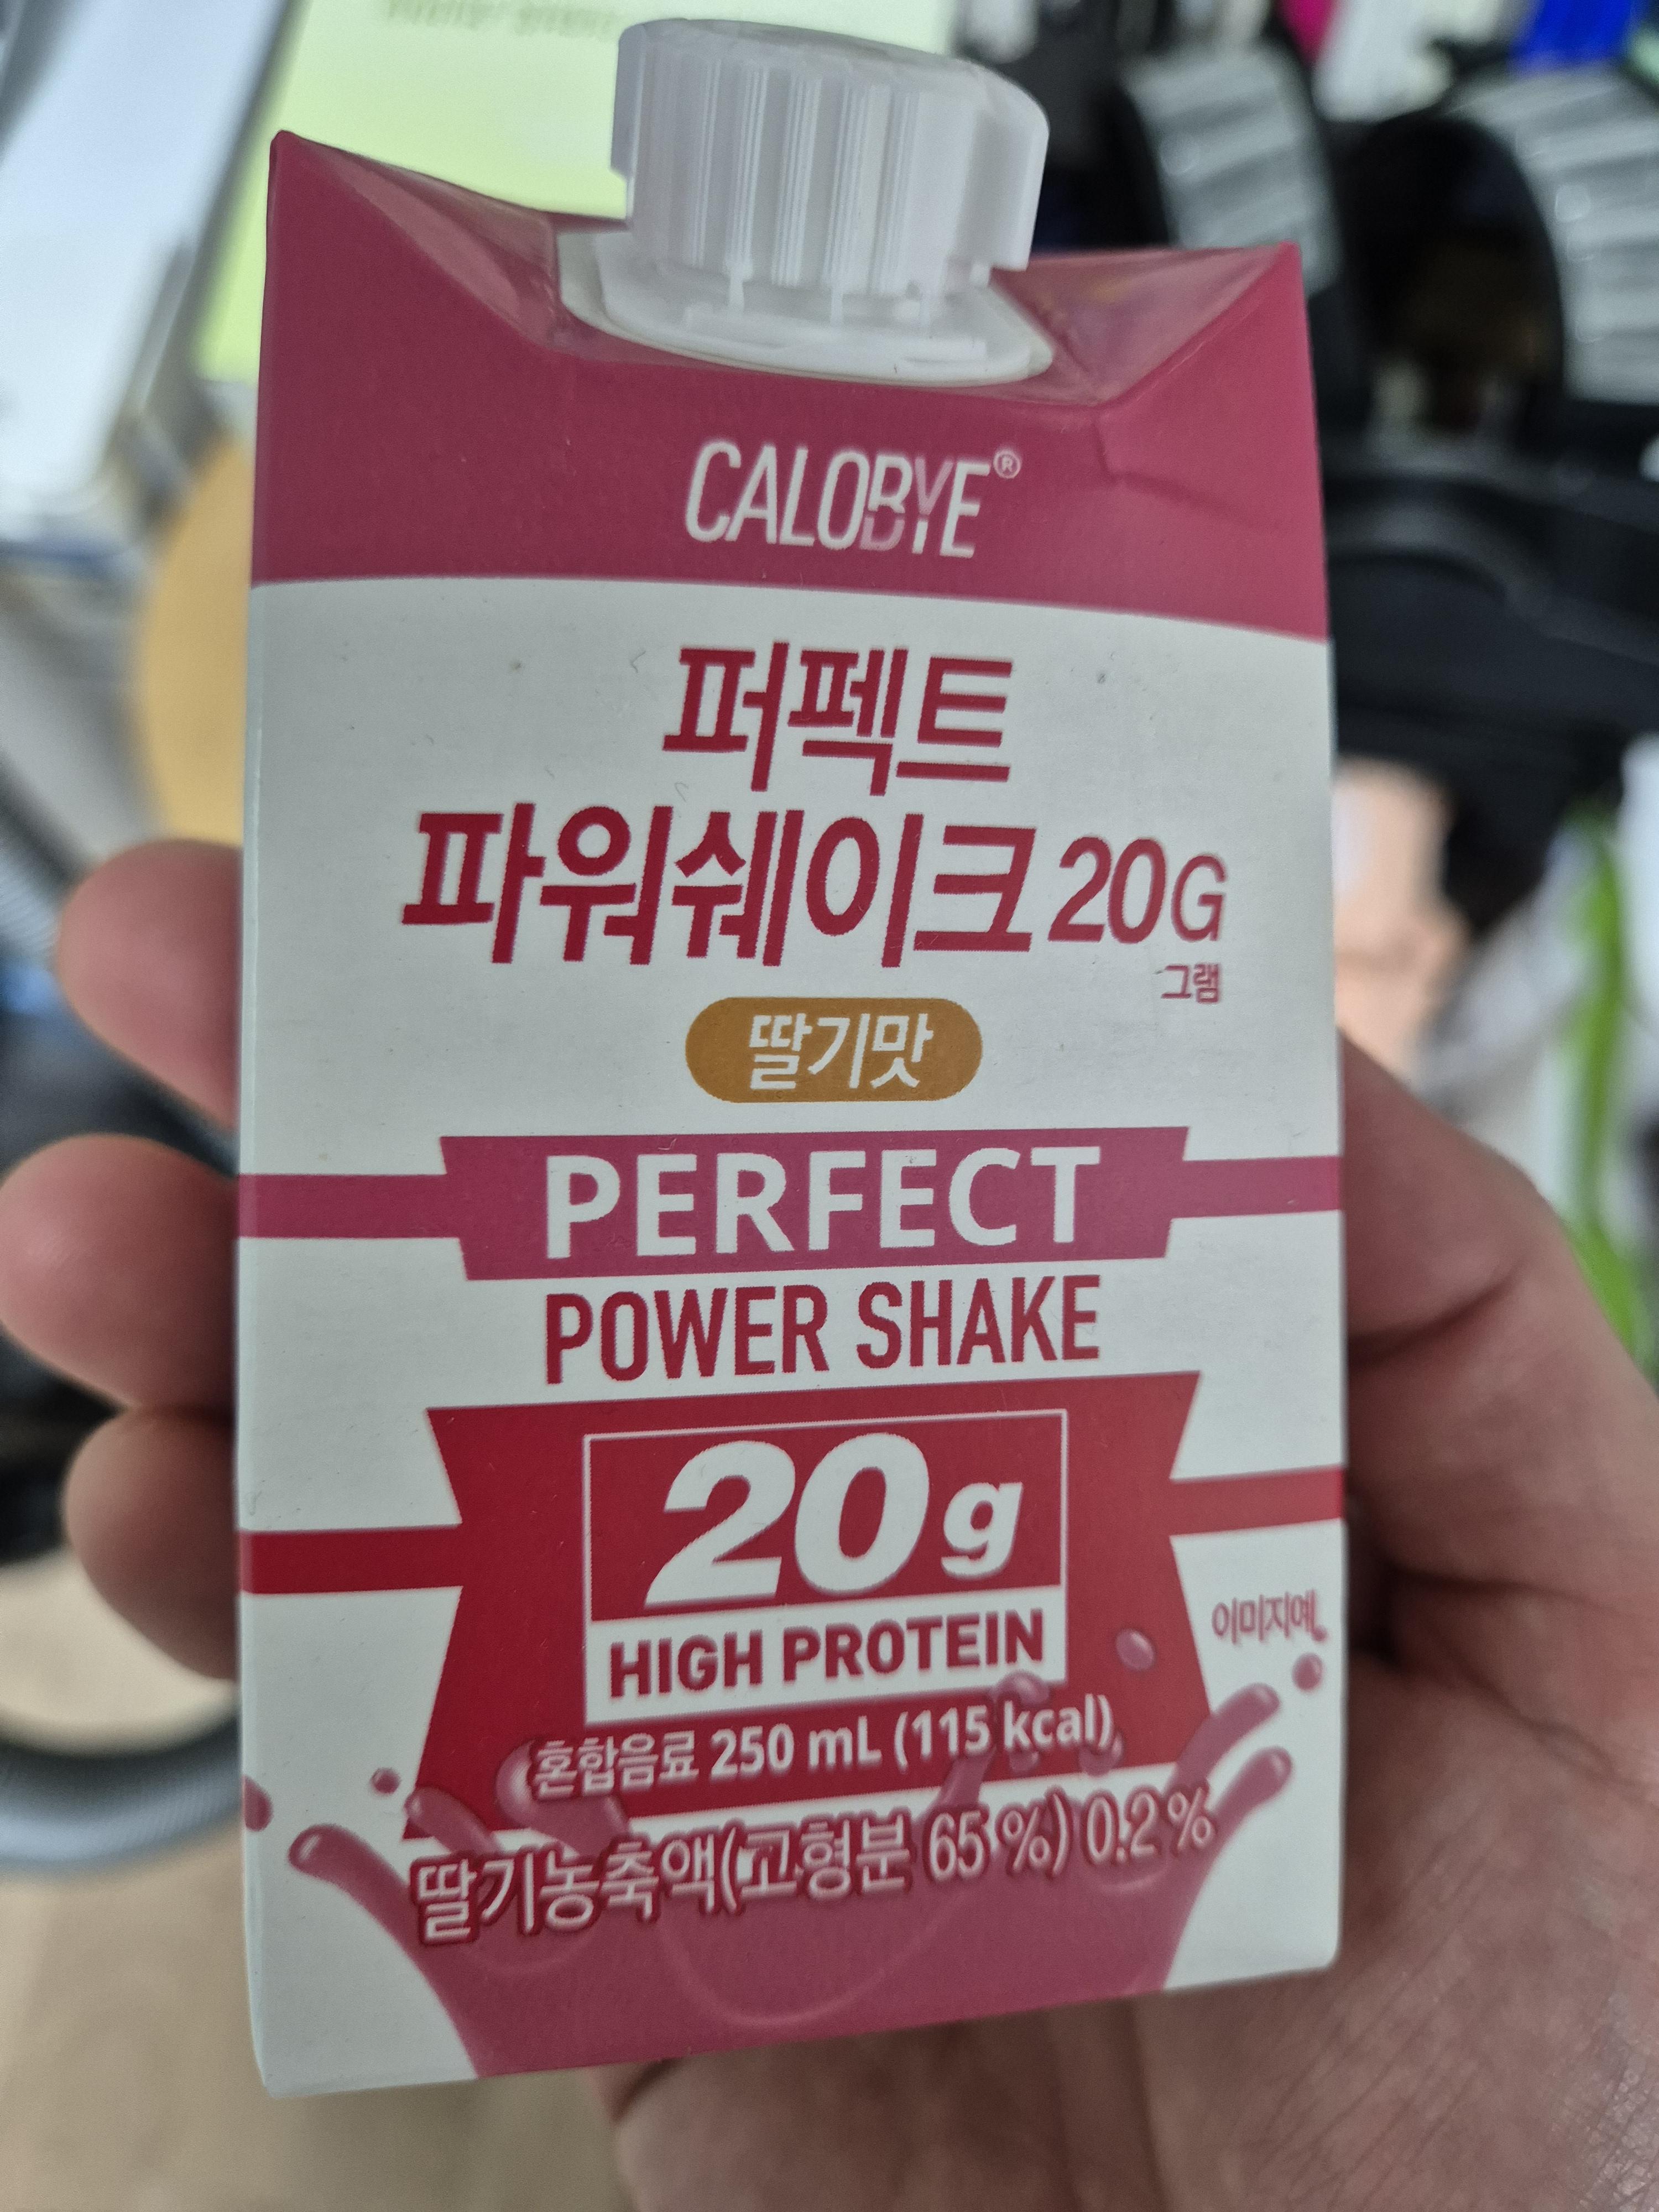 CALOBYE®
퍼펙트
파워쉐이크 20G
그램
딸기맛
PERFECT
POWER SHAKE
20g
HIGH PROTEIN
이미지예
혼합음료 250 mL (115 kcal)
딸기농축액(고형분 65%) 0.2%